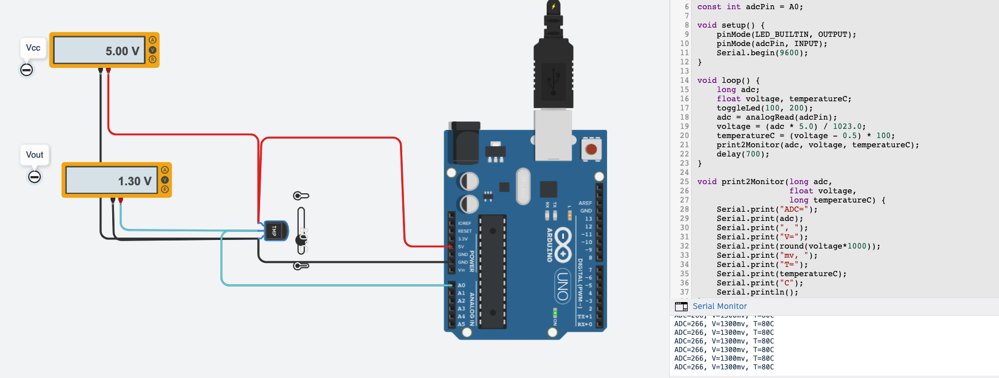 Vcc
5.00 V
A
V
R
Vout
1.30 V
A
V
R
TMP
IOREF
RESET
3.3V
5V
GND
GND
Vin
POWER
A0
A1
A2
A3
A4
A5
ANALOG IN
AREF
GND
13
12
~11
~10
~9
8
7
~6
~5
4
~3
2
TX→1
RX←0
DIGITAL (PWM ~)
RX
TX
L
ARDUINO
UNO
ON
6 const int adcPin = A0;
7
8 void setup() {
9 pinMode(LED_BUILTIN, OUTPUT);
10 pinMode(adcPin, INPUT);
11 Serial.begin(9600);
12 }
13
14 void loop() {
15 long adc;
16 float voltage, temperatureC;
17 toggleLed(100, 200);
18 adc = analogRead(adcPin);
19 voltage = (adc * 5.0) / 1023.0;
20 temperatureC = (voltage - 0.5) * 100;
21 print2Monitor(adc, voltage, temperatureC);
22 delay(700);
23 }
24
25 void print2Monitor(long adc,
26 float voltage,
27 long temperatureC) {
28 Serial.print("ADC=");
29 Serial.print(adc);
30 Serial.print(", ");
31 Serial.print("V=");
32 Serial.print(round(voltage*1000));
33 Serial.print("mv, ");
34 Serial.print("T=");
35 Serial.print(temperatureC);
36 Serial.print("C");
37 Serial.println();
Serial Monitor
ADC=266, V=1300mv, T=80C
ADC=266, V=1300mv, T=80C
ADC=266, V=1300mv, T=80C
ADC=266, V=1300mv, T=80C
ADC=266, V=1300mv, T=80C
ADC=266, V=1300mv, T=80C
ADC=266, V=1300mv, T=80C